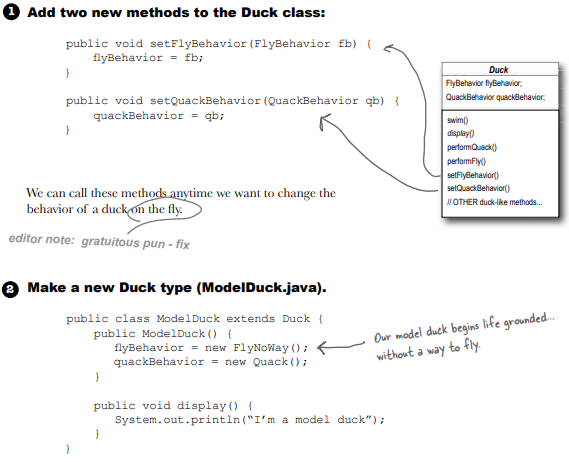 1 Add two new methods to the Duck class:
public void setFlyBehavior(FlyBehavior fb) {
flyBehavior = fb;
}
public void setQuackBehavior(QuackBehavior qb) {
quackBehavior = qb;
}
Duck
FlyBehavior flyBehavior;
QuackBehavior quackBehavior;
swim()
display()
performQuack()
performFly()
setFlyBehavior()
setQuackBehavior()
// OTHER duck-like methods...
We can call these methods anytime we want to change the
behavior of a duck on the fly.
editor note: gratuitous pun - fix
2 Make a new Duck type (ModelDuck.java).
public class ModelDuck extends Duck {
public ModelDuck() {
flyBehavior = new FlyNoWay();
quackBehavior = new Quack();
}
Our model duck begins life grounded...
without a way to fly.
public void display() {
System.out.println(“I’m a model duck”);
}
}